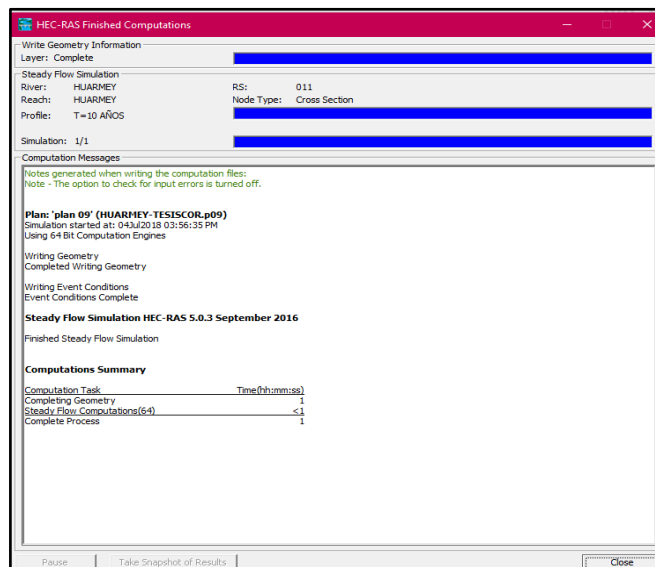 HEC-RAS Finished Computations
Write Geometry Information
Layer: Complete
Steady Flow Simulation
River: HUARMEY RS: 011
Reach: HUARMEY Node Type: Cross Section
Profile: T=10 AÑOS
Simulation: 1/1
Computation Messages
Notes generated when writing the computation files:
Note - The option to check for input errors is turned off.
Plan: 'plan 09' (HUARMEY-TESISCOR.p09)
Simulation started at: 04Jul2018 03:56:35 PM
Using 64 Bit Computation Engines
Writing Geometry
Completed Writing Geometry
Writing Event Conditions
Event Conditions Complete
Steady Flow Simulation HEC-RAS 5.0.3 September 2016
Finished Steady Flow Simulation
Computations Summary
Computation Task Time(hh:mm:ss)
Completing Geometry 1
Steady Flow Computations(64) <1
Complete Process 1
Pause Take Snapshot of Results Close